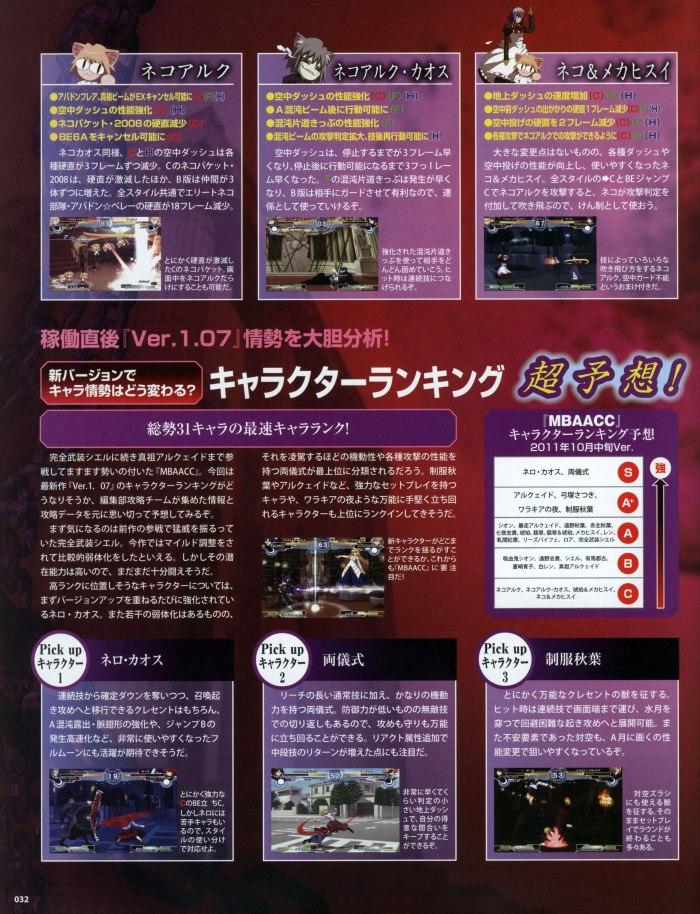 ネコアルク
●アバドンフレア、真祖ビームがEXキャンセル可能に(C)(F)(H)
●空中ダッシュの性能強化(C)(H)
●ネコバケット・2008の硬直減少(C)
●BE6Aをキャンセル可能に(C)
ネコカオス同様、CとHの空中ダッシュは各
種硬直が3フレームずつ減少。Cのネコバケット・
2008は、硬直が激減したほか、B版は仲間が3
体ずつに増えた。全スタイル共通でエリートネコ
部隊・アバドン☆ベレーの硬直が18フレーム減少。
とにかく硬直が激減し
たCのネコバケット。画
面中をネコアルクだら
けにすることも可能だ。
ネコアルク・カオス
●空中ダッシュの性能強化(C)(F)(H)
●A混沌ビーム後に行動可能に(F)
●混沌片道きっぷの性能強化(F)
●混沌ビームの攻撃判定拡大、技後再行動可能に(H)
空中ダッシュは、停止するまでが3フレーム早
くなり、停止後に行動可能になるまで3フレーム
早くなった。Fの混沌片道きっぷは発生が早く
なり、B版は相手にガードさせて有利なので、連
係として使っていけるぞ。
強化された混沌片道き
っぷを使って相手をど
んどん固めていこう。ヒ
ット時は連続技につな
げられるぞ。
ネコ&メカヒスイ
●地上ダッシュの速度増加(C)(F)(H)
●空中前ダッシュの出がかりの硬直1フレーム減少(C)(F)(H)
●空中投げの硬直を2フレーム減少(C)(F)(H)
●各種攻撃でネコアルクでの攻撃ができるように(C)(F)(H)
大きな変更点はないものの、各種ダッシュや
空中投げの性能が向上し、使いやすくなったネ
コ&メカヒスイ。全スタイルの➡CとBEジャンプ
Cでネコアルクを攻撃すると、ネコが攻撃判定を
付加して吹き飛ぶので、けん制として使おう。
技によっていろいろな
吹き飛び方をするネコ
アルク。空中ガード不能
というおまけ付きだ。
稼働直後『Ver.1.07』情勢を大胆分析!
新バージョンで
キャラ情勢はどう変わる?
キャラクターランキング 超予想!
総勢31キャラの最速キャラランク!
完全武装シエルに続き真祖アルクェイドまで参
戦してますます勢いの付いた『MBAACC』。今回は
最新作『Ver.1. 07』のキャラクターランキングがど
うなりそうか、編集部攻略チームが集めた情報と
攻略データを元に思い切って予想してみるぞ。
まず気になるのは前作の参戦で猛威を振るってい
た完全武装シエル。今作ではマイルド調整をさ
れて比較的弱体化をしたといえる。しかしその潜
在能力は高いので、まだまだ十分闘えそうだ。
高ランクに位置しそうなキャラクターについては、
まずバージョンアップを重ねるたびに強化されてい
るネロ・カオス。また若干の弱体化はあるものの、
それを凌駕するほどの機動性や各種攻撃の性能を
持つ両儀式が最上位に分類されるだろう。制服秋
葉やアルクェイドなど、強力なセットプレイを持つ
キャラや、ワラキアの夜ような万能に手堅く立ち回
れるキャラクターも上位にランクインしてきそうだ。
新キャラクターがどこま
でランクを揺るがすこ
とができるか、これから
も『MBAACC』に要注
目だ!
『MBAACC』
キャラクターランキング予想
2011年10月中旬Ver.
ネロ・カオス、両儀式 S
アルクェイド、弓塚さつき、
ワラキアの夜、制服秋葉 A+
シオン、暴走アルクェイド、遠野秋葉、赤主秋葉、
七夜志貴、琥珀、翡翠、翡翠&琥珀、メカヒスイ、レン、
軋間紅摩、リーズバイフェ、ロア、完全武装シエル A
吸血鬼シオン、遠野志貴、シエル、有馬都古、
蒼崎青子、白レン、真祖アルクェイド B
ネコアルク、ネコアルク・カオス、琥珀&メカヒスイ、
ネコ&メカヒスイ C
強
Pick up
キャラクター
1
ネロ・カオス
連続技から確定ダウンを奪いつつ、召喚起
き攻めへと移行できるクレセントはもちろん、
A混沌露出・豚翅形の強化や、ジャンプBの
発生高速化など、非常に使いやすくなったフ
ルムーンにも活躍が期待できそうだ。
とにかく強力な
CのBE立ちC。
しかしネロには
苦手キャラもい
るので、スタイル
の使い分け
で対応せよ。
Pick up
キャラクター
2
両儀式
リーチの長い通常技に加え、かなりの機動
力を持つ両儀式。防御力が低いものの無敵技
での切り返しもあるので、攻めも守りも万能
に立ち回ることができる。リアクト属性追加で
中段技のリターンが増えた点にも注目だ。
非常に早くてく
らい判定の小
さい地上ダッシ
ュで、自分の得
意な間合いを
キープすること
ができるぞ。
Pick up
キャラクター
3
制服秋葉
とにかく万能なクレセントの獣を征する。
ヒット時は連続技で画面端まで運び、水月を
穿つで回避困難な起き攻めへと展開可能。ま
た不安要素であった対空も、A月に画くの性
能変更で狙いやすくなっているぞ。
対空ズラシ
にも使える獣
を征する。その
ままセットプレ
イでラウンドが
終わることも
多々ある。
032